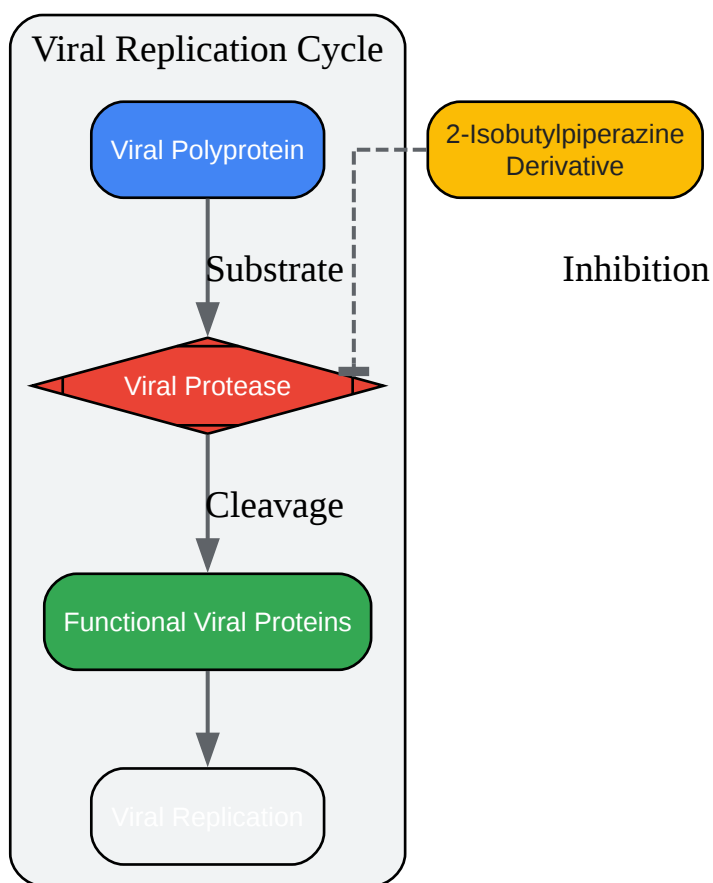 Viral Replication Cycle
Viral Polyprotein
2-Isobutylpiperazine
Derivative
Substrate
Inhibition
Viral Protease
Cleavage
Functional Viral Proteins
Viral Replication